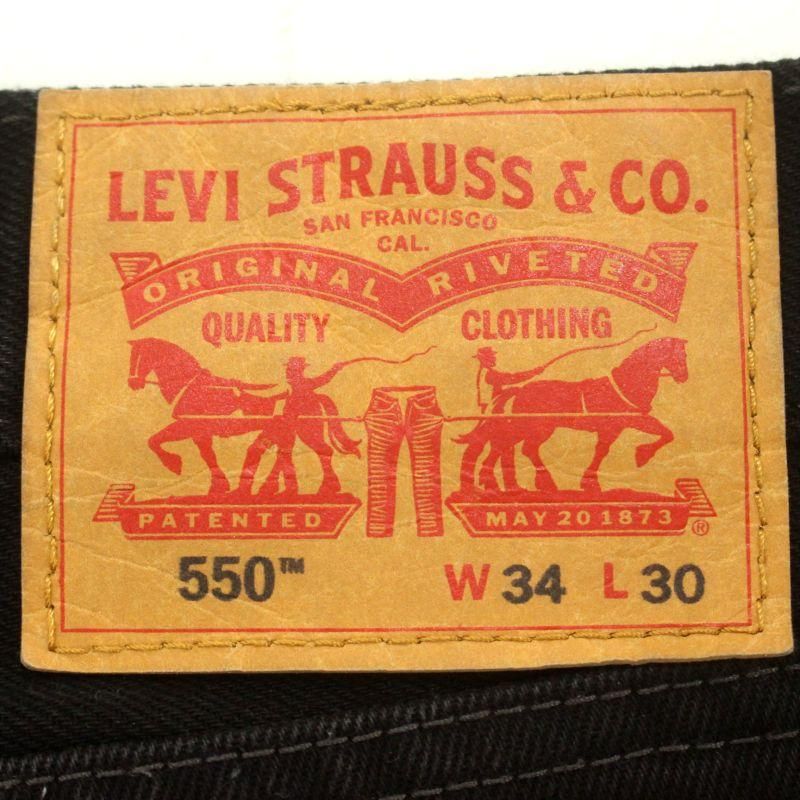 LEVI STRAUSS & CO.
SAN FRANCISCO
CAL.
ORIGINAL RIVETED
QUALITY CLOTHING
PATENTED MAY 20 1873 ®
550™ W 34 L 30